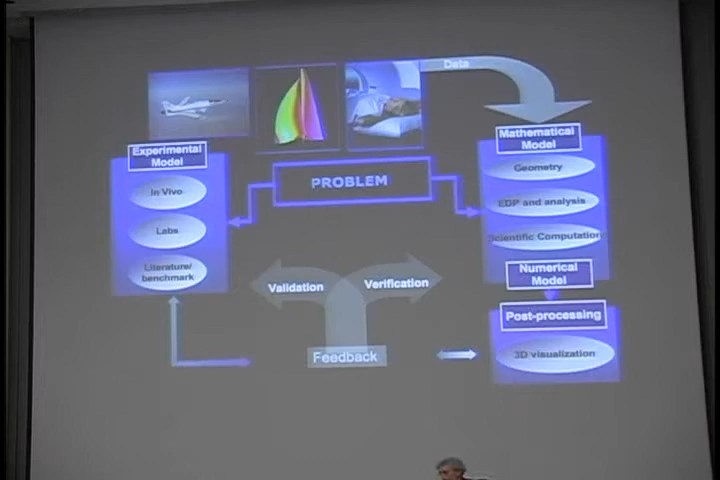 Data
Experimental
Model
In Vivo
Labs
Literature/
benchmark
PROBLEM
Mathematical
Model
Geometry
EDP and analysis
Scientific Computation
Numerical
Model
Validation
Verification
Feedback
Post-processing
3D visualization